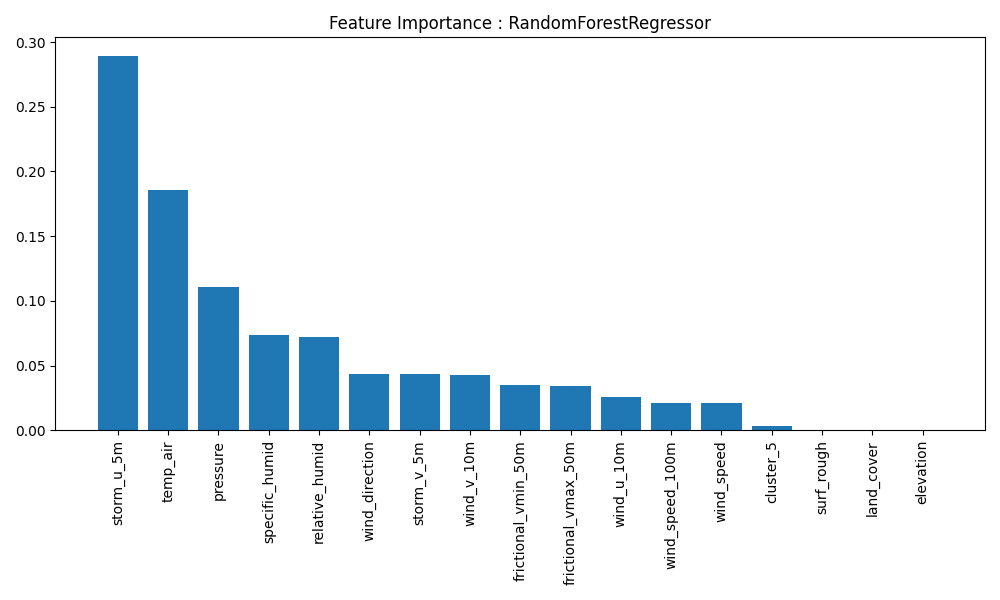 Feature Importance : RandomForestRegressor
0.30
0.25
0.20
0.15
0.10
0.05
0.00
storm_u_5m
temp_air
pressure
specific_humid
relative_humid
wind_direction
storm_v_5m
wind_v_10m
frictional_vmin_50m
frictional_vmax_50m
wind_u_10m
wind_speed_100m
wind_speed
cluster_5
surf_rough
land_cover
elevation